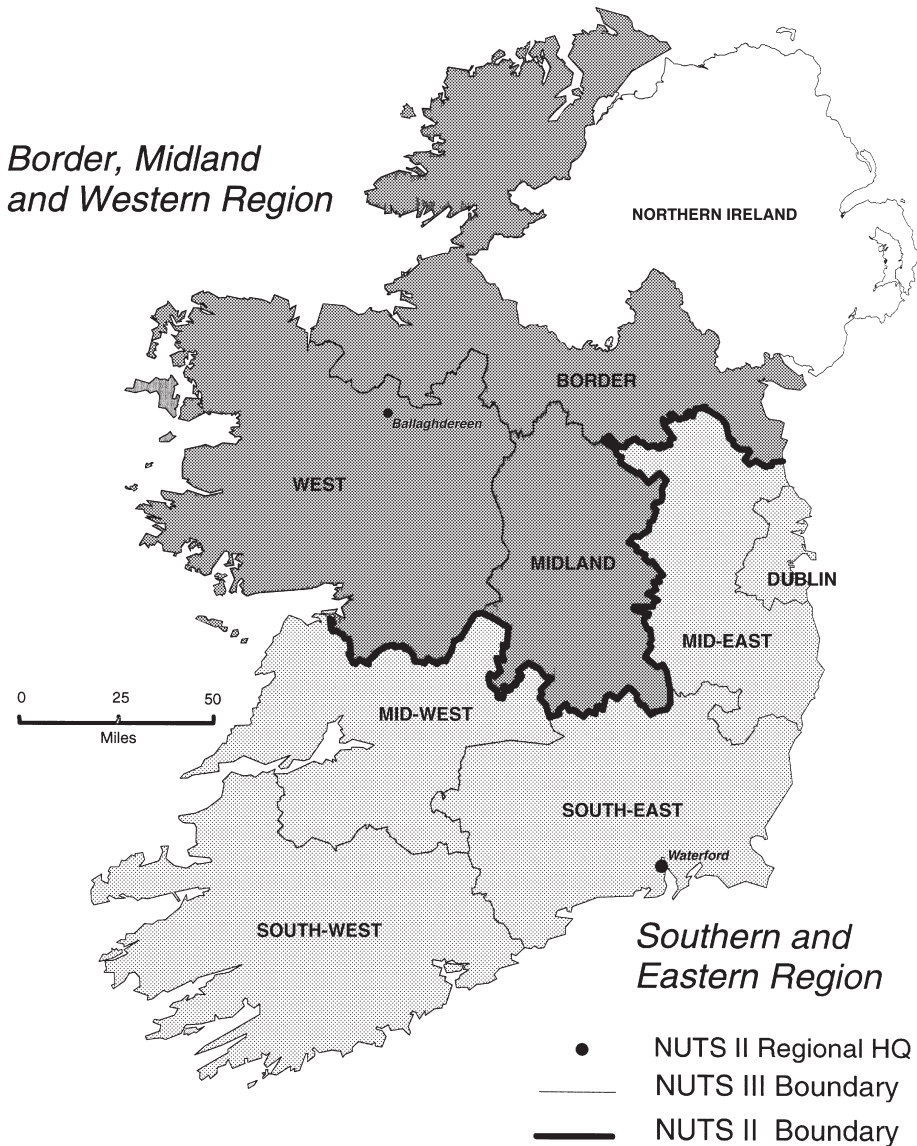 Border, Midland
and Western Region
NORTHERN IRELAND
BORDER
Ballaghdereen
WEST
MIDLAND
DUBLIN
MID-EAST
0 25 50
Miles
MID-WEST
SOUTH-EAST
Waterford
SOUTH-WEST
Southern and
Eastern Region
NUTS II Regional HQ
NUTS III Boundary
NUTS II Boundary